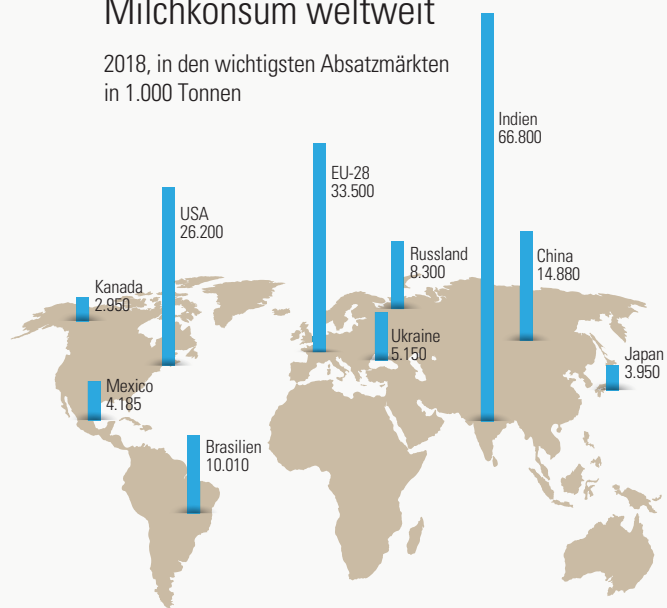 Milchkonsum weltweit
2018, in den wichtigsten Absatzmärkten
in 1.000 Tonnen
Indien
66.800
EU-28
33.500
USA
26.200
Russland
8.300
China
14.880
Kanada
2.950
Ukraine
5.150
Japan
3.950
Mexico
4.185
Brasilien
10.010